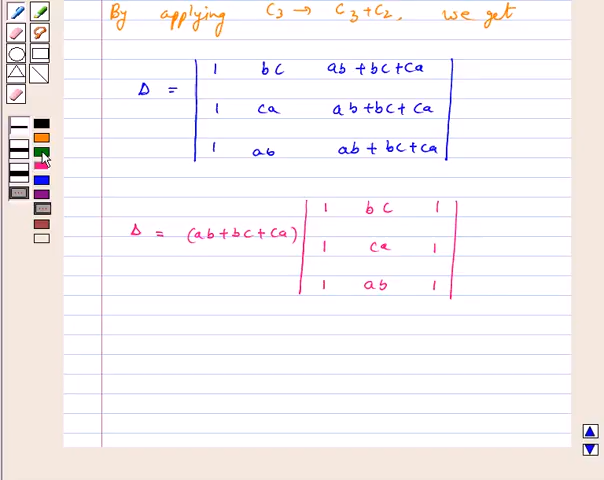 By applying C3 → C3+C2, we get
1 bc ab+bc+ca
Δ =
1 ca ab+bc+ca
1 ab ab+bc+ca
1 bc 1
Δ = (ab+bc+ca)
1 ca 1
1 ab 1